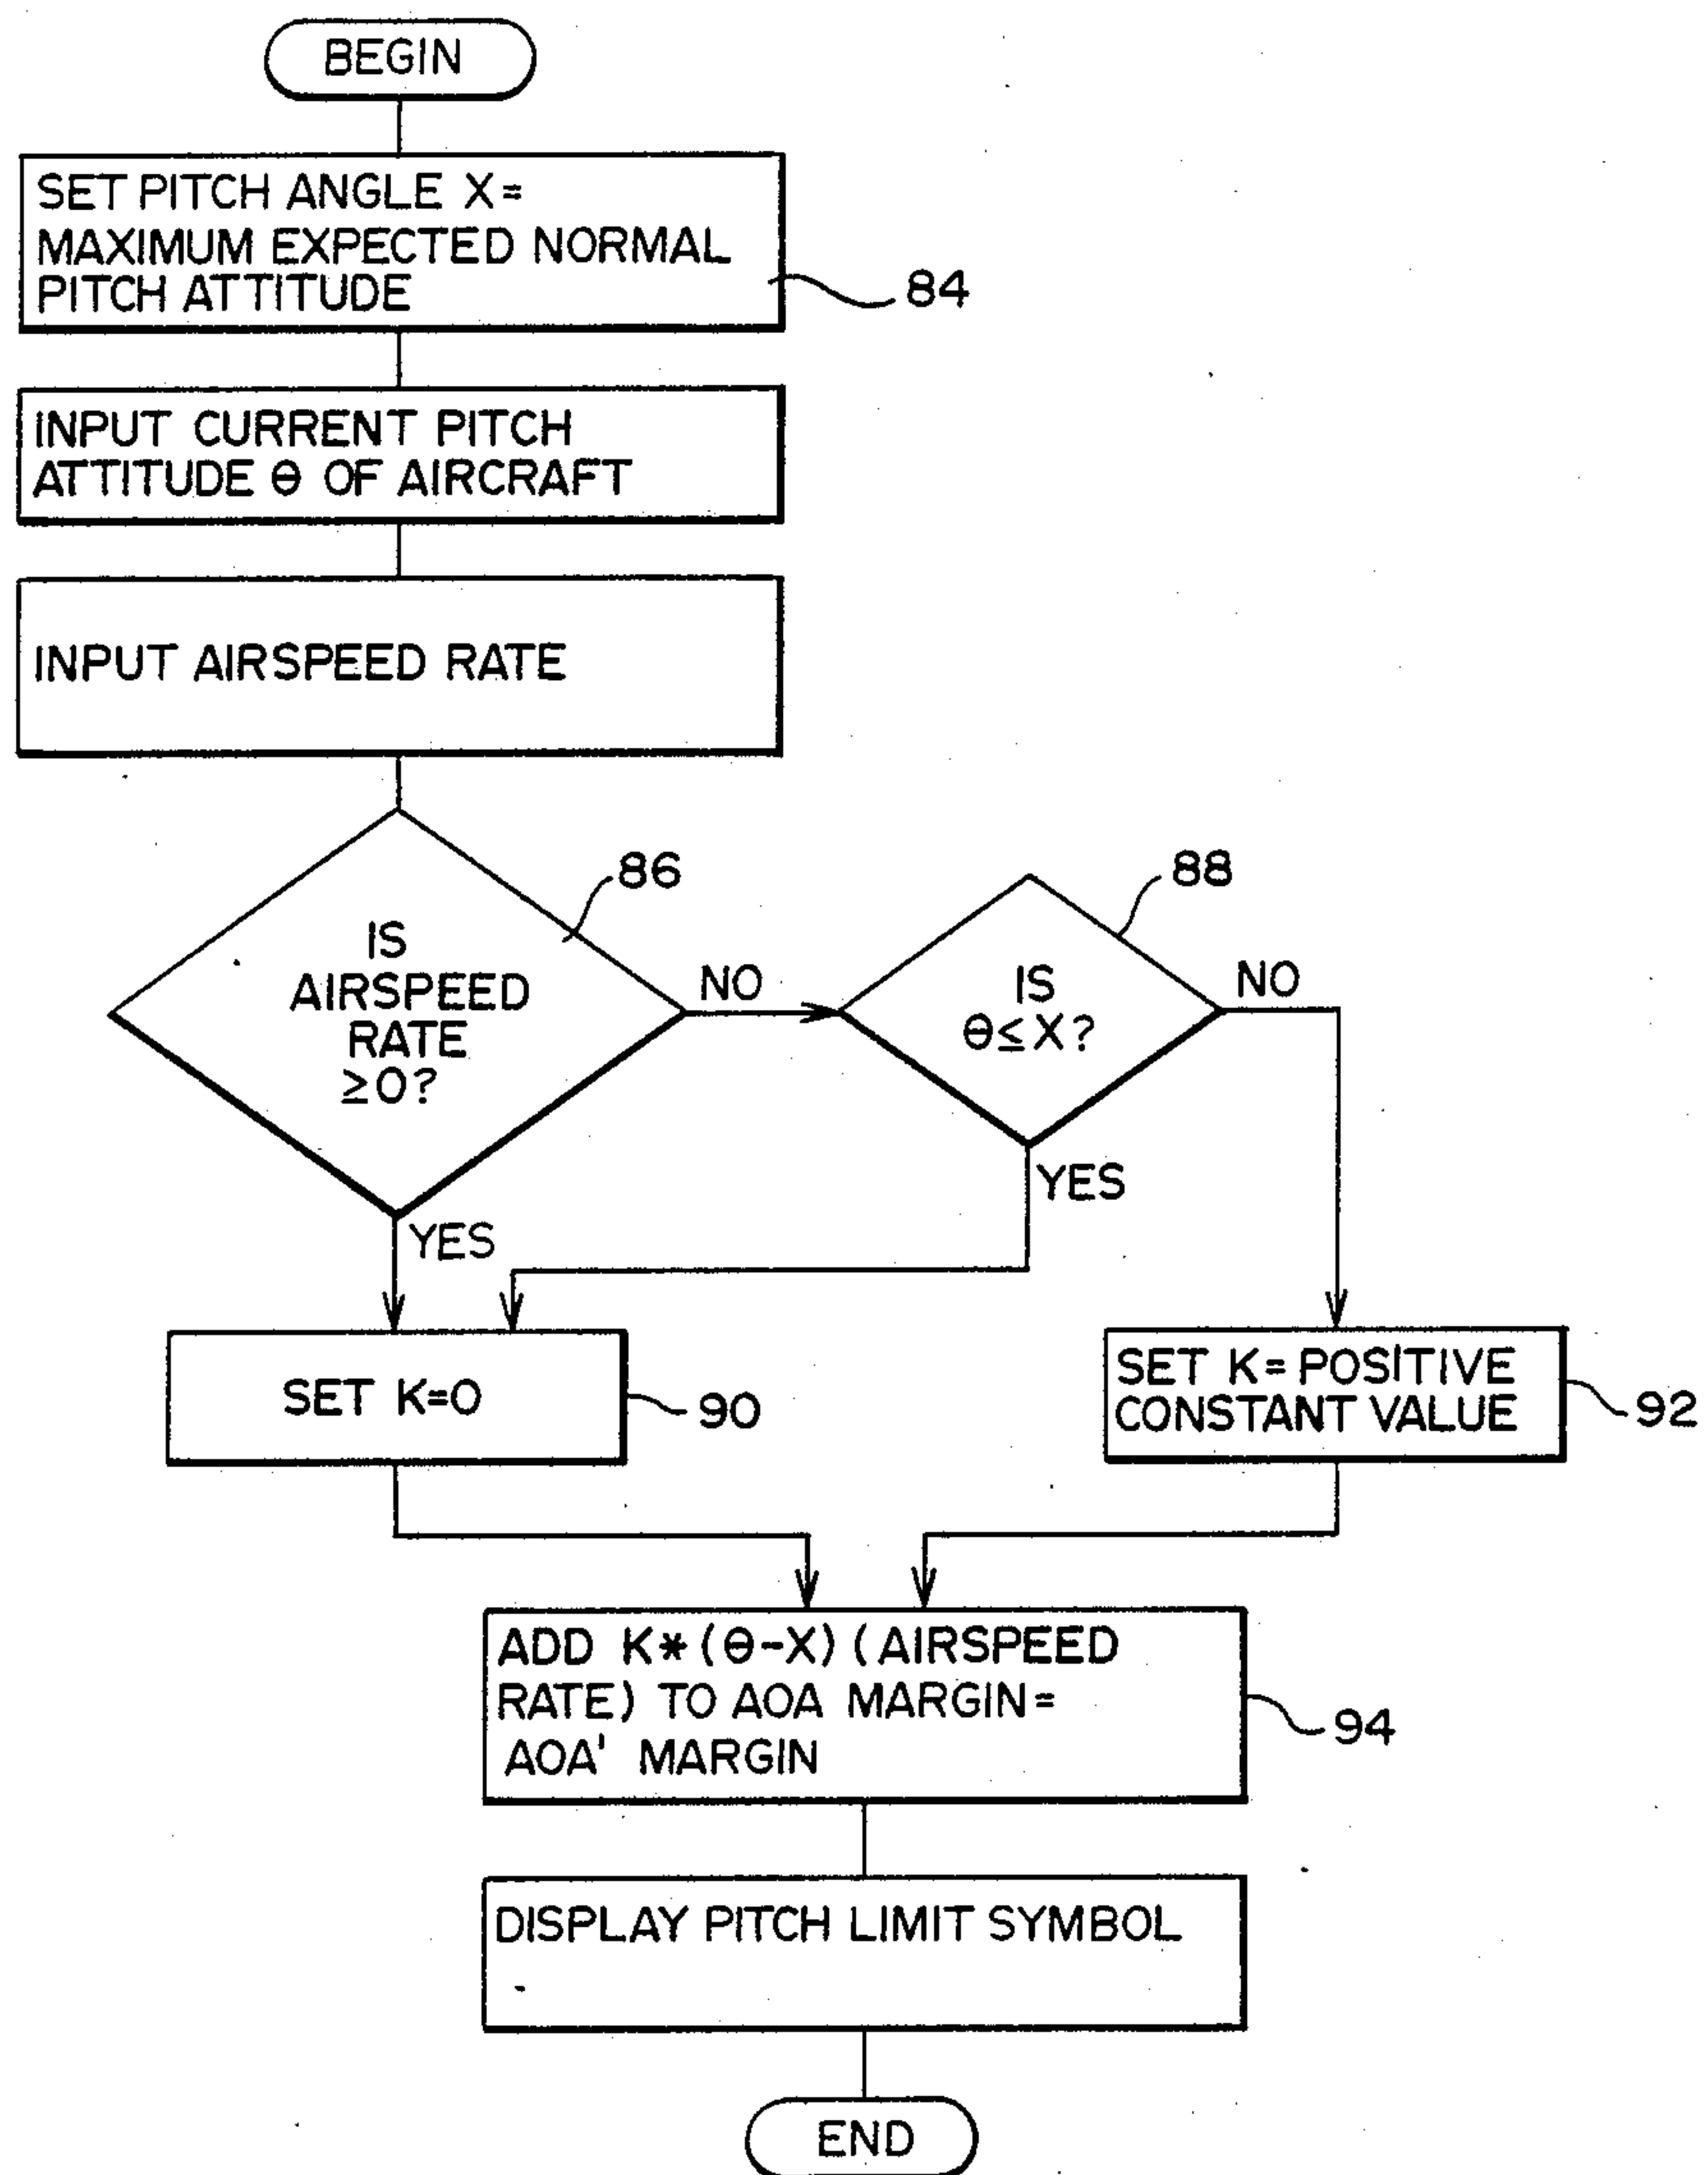 BEGIN
SET PITCH ANGLE X=
MAXIMUM EXPECTED NORMAL
PITCH ATTITUDE
84
INPUT CURRENT PITCH
ATTITUDE θ OF AIRCRAFT
INPUT AIRSPEED RATE
86
IS
AIRSPEED
RATE
≥0?
NO
88
IS
θ≤X?
NO
YES
YES
SET K=0
90
SET K=POSITIVE
CONSTANT VALUE
92
ADD K*(θ-X)(AIRSPEED
RATE) TO AOA MARGIN=
AOA' MARGIN
94
DISPLAY PITCH LIMIT SYMBOL
END